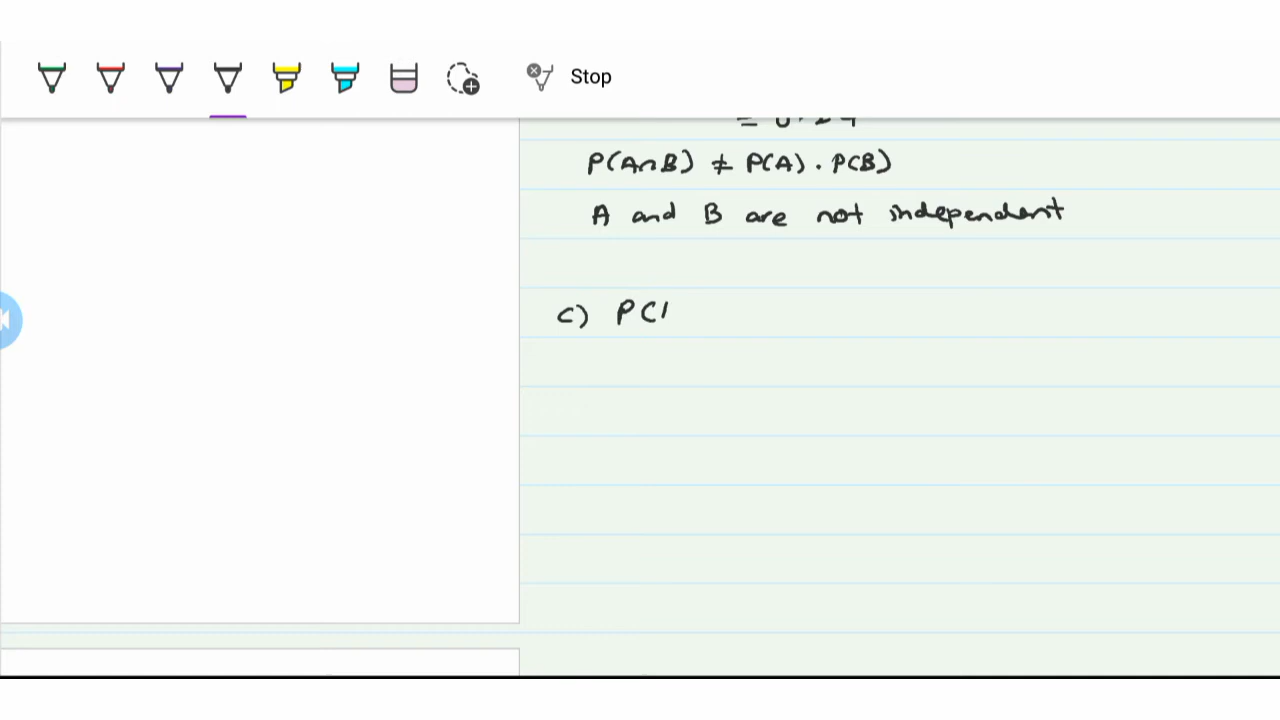 Stop
P(A∩B) ≠ P(A) . P(B)
A and B are not independent
c) P(